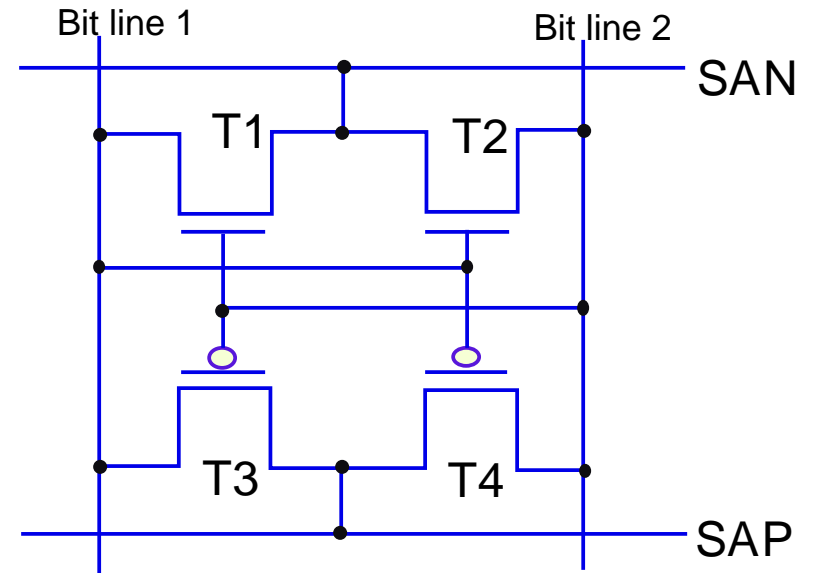 Bit line 1
Bit line 2
SAN
T1
T2
T3
T4
SAP